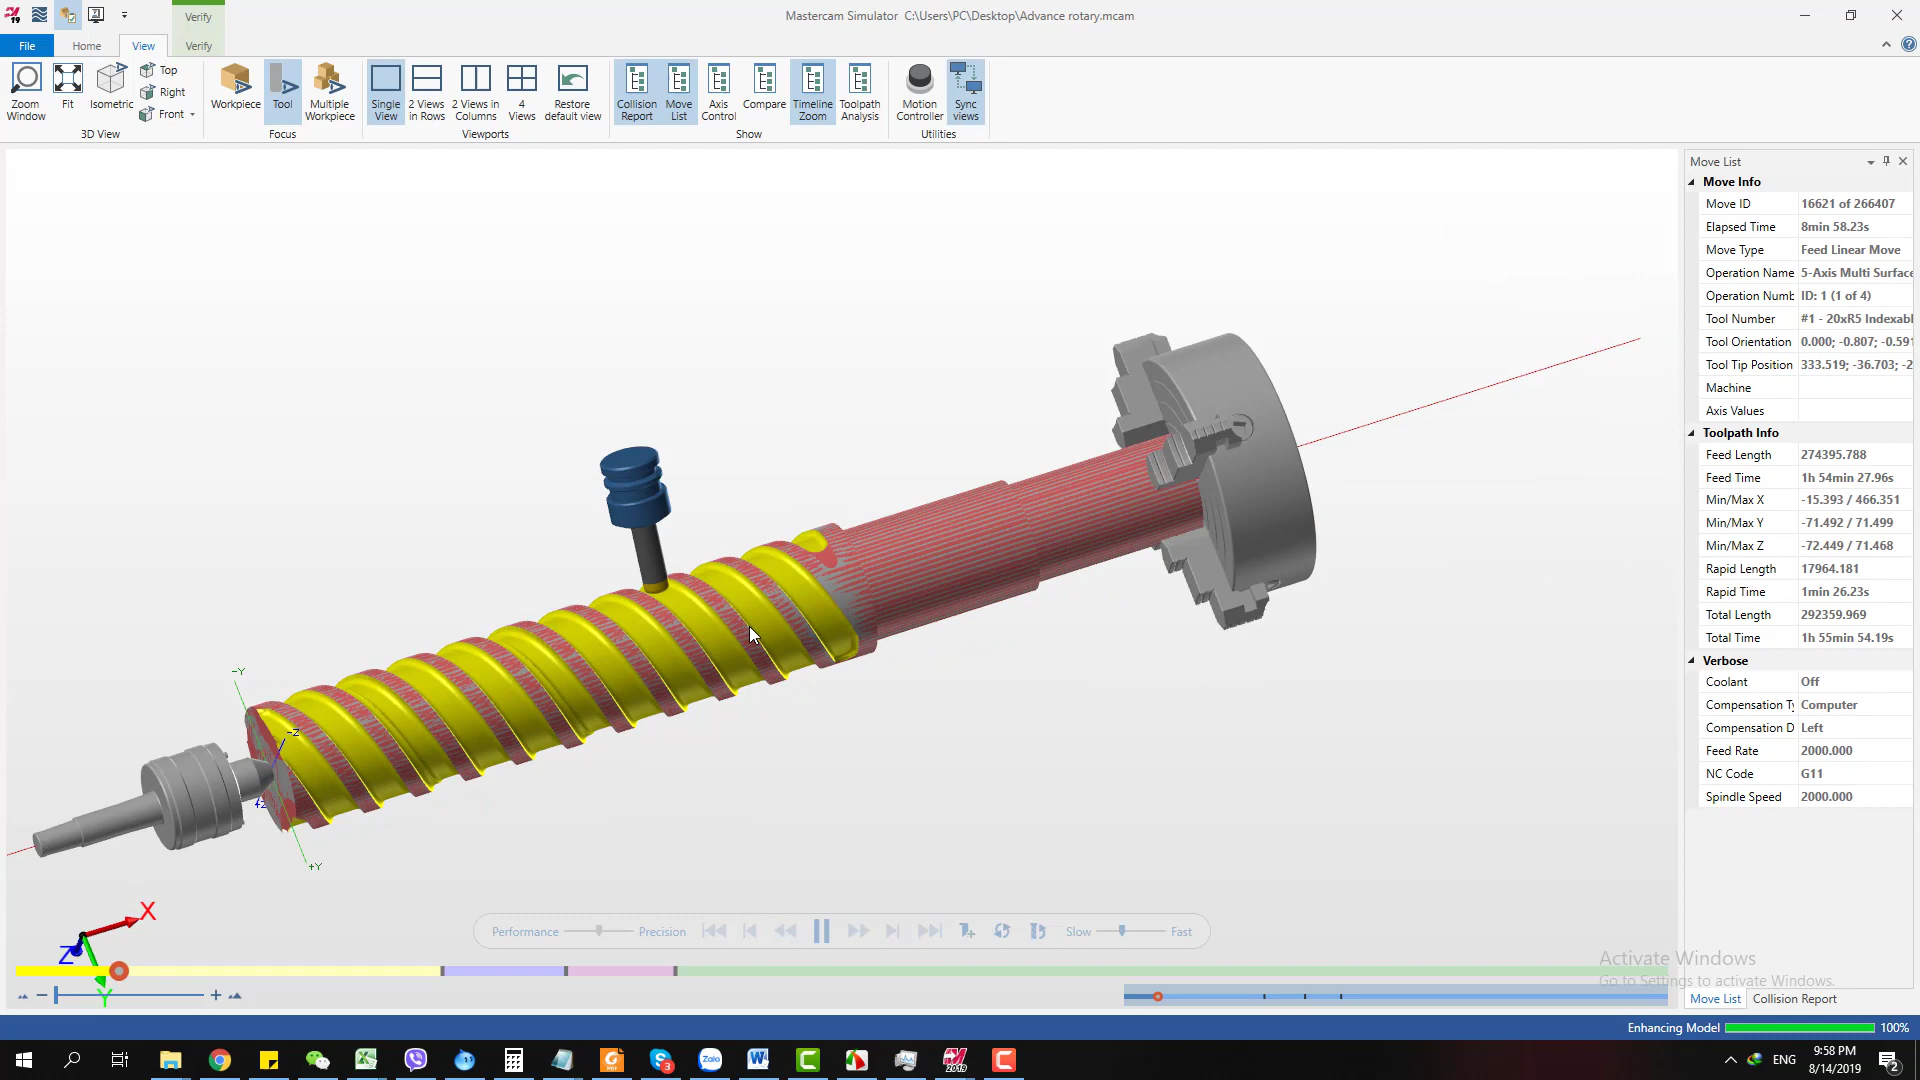 Verify
Mastercam Simulator C:\Users\PC\Desktop\Advance rotary.mcam
File
Home
View
Verify
Zoom Window
Fit
Isometric
Top
Right
Front
3D View
Workpiece
Tool
Multiple Workpiece
Focus
Single View
2 Views in Rows
2 Views in Columns
4 Views
Restore default view
Viewports
Collision Report
Move List
Axis Control
Compare
Timeline Zoom
Toolpath Analysis
Show
Motion Controller
Sync views
Utilities
Move List
Move Info
Move ID 16621 of 266407
Elapsed Time 8min 58.23s
Move Type Feed Linear Move
Operation Name 5-Axis Multi Surface
Operation Numb ID: 1 (1 of 4)
Tool Number #1 - 20xR5 Indexabl
Tool Orientation 0.000; -0.807; -0.591
Tool Tip Position 333.519; -36.703; -2
Machine
Axis Values
Toolpath Info
Feed Length 274395.788
Feed Time 1h 54min 27.96s
Min/Max X -15.393 / 466.351
Min/Max Y -71.492 / 71.499
Min/Max Z -72.449 / 71.468
Rapid Length 17964.181
Rapid Time 1min 26.23s
Total Length 292359.969
Total Time 1h 55min 54.19s
Verbose
Coolant Off
Compensation Ty Computer
Compensation D Left
Feed Rate 2000.000
NC Code G11
Spindle Speed 2000.000
-Y
-Z
+Z
+Y
X
Z
Y
Performance
Precision
Slow
Fast
Activate Windows
Go to Settings to activate Windows.
Move List
Collision Report
Enhancing Model
100%
ENG
9:58 PM
8/14/2019